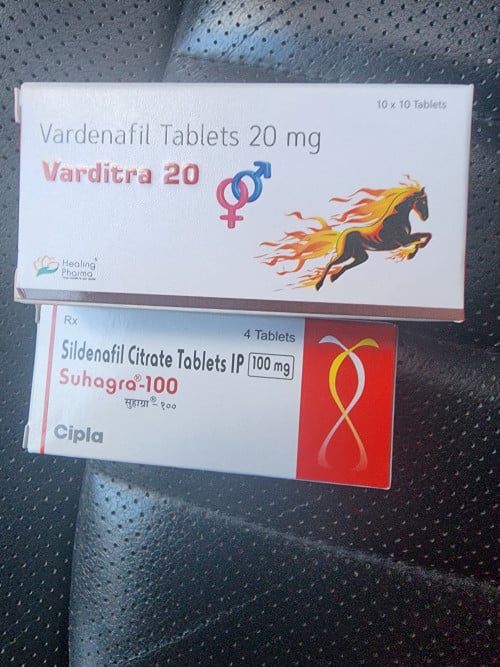 10 x 10 Tablets
Vardenafil Tablets 20 mg
Varditra 20
Healing®
Pharma
Rx
4 Tablets
Sildenafil Citrate Tablets IP 100 mg
Suhagra®-100
सुहाग्रा®-१००
Cipla